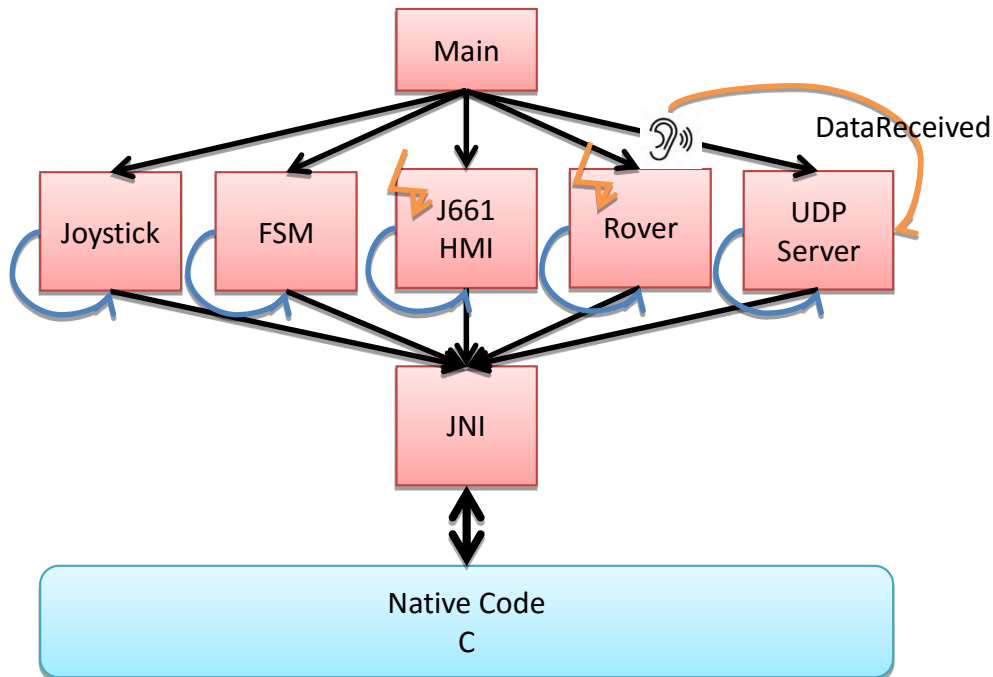 Main
DataReceived
Joystick
FSM
J661
HMI
Rover
UDP
Server
JNI
Native Code
C